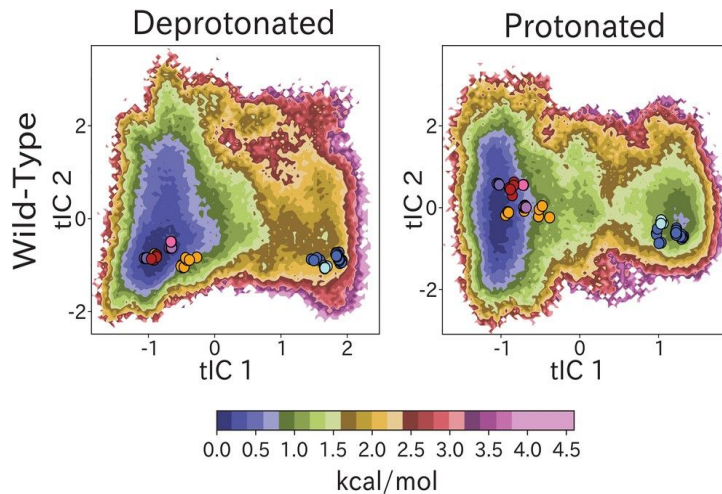 Deprotonated
Protonated
Wild-Type
tIC 2
2
0
-2
-1
0
1
2
tIC 1
tIC 2
2
0
-2
-1
0
1
tIC 1
0.0 0.5 1.0 1.5 2.0 2.5 3.0 3.5 4.0 4.5
kcal/mol